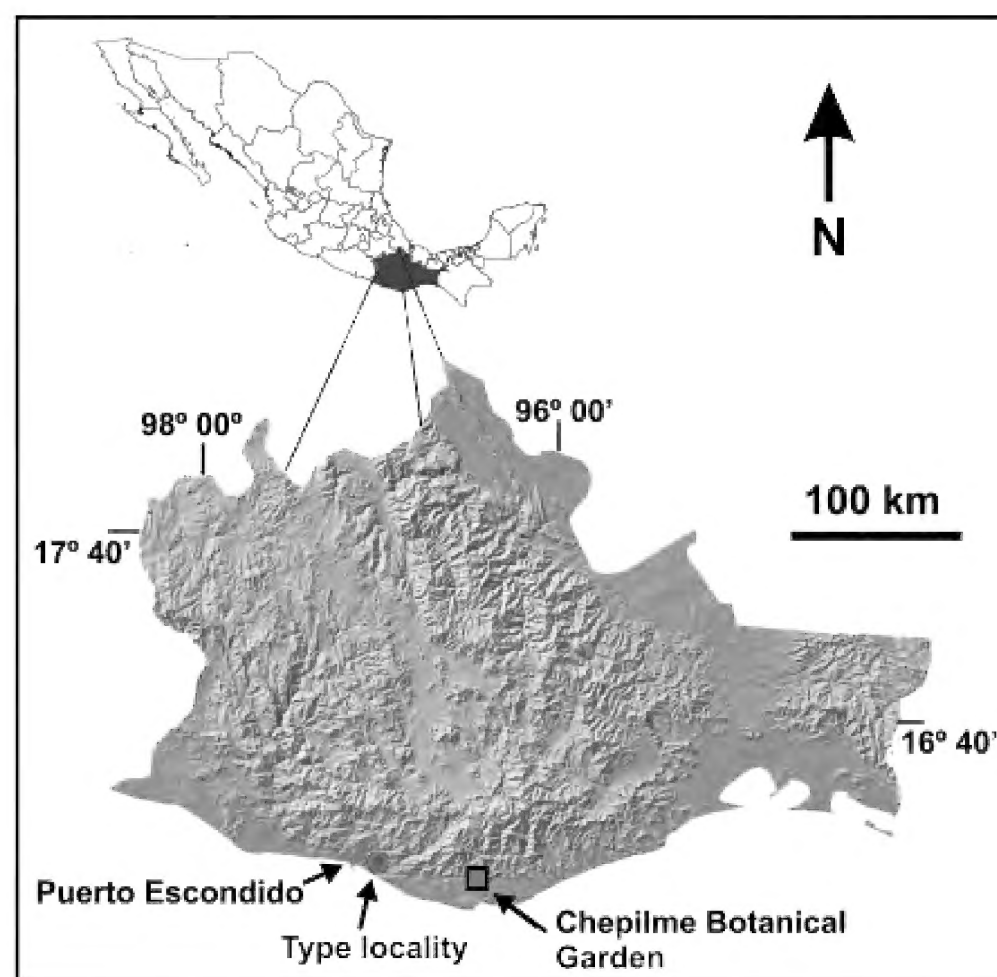 N
98º 00º
96º 00’
100 km
17º 40’
16º 40’
Puerto Escondido
Type locality
Chepilme Botanical
Garden